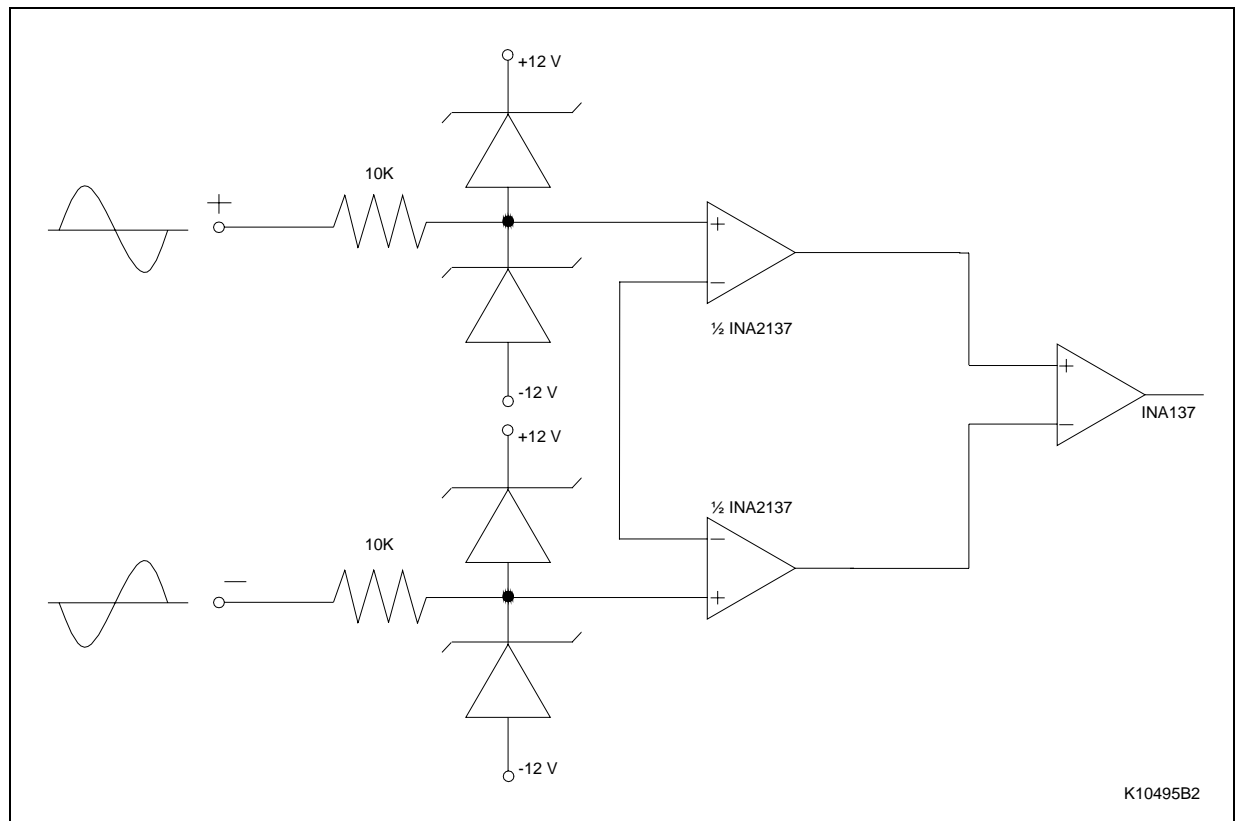 +12 V
10K
+
+
−
½ INA2137
-12 V
+12 V
+
INA137
−
½ INA2137
10K
−
−
+
-12 V
K10495B2